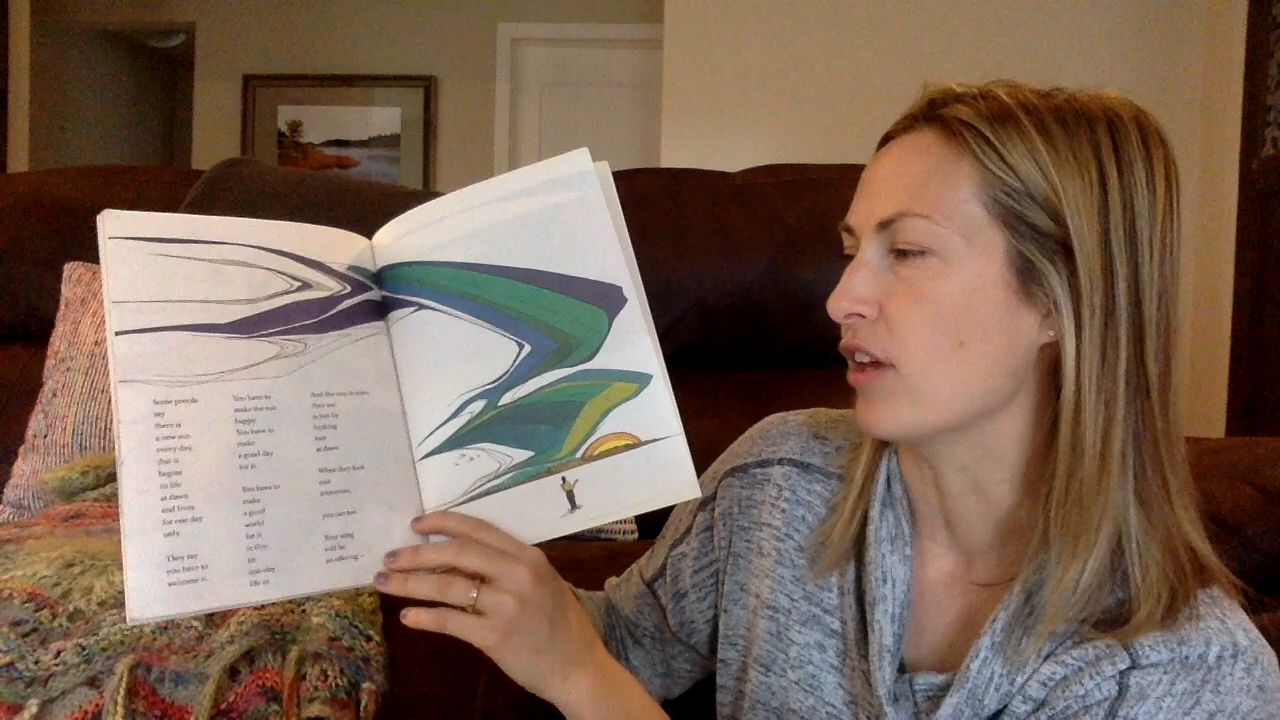 Some people
say
there is
a new sun
every day,
that it
begins
its life
at dawn
and lives
for one day
only.
They say
you have to
welcome it.
You have to
make the sun
happy.
You have to
make
a good day
for it.
You have to
make
a good
world
for it
to live
its
one-day
life in.
And the way to begin,
they say,
is just by
looking
east
at dawn.
When they look
east
tomorrow,
you can too.
Your song
will be
an offering—